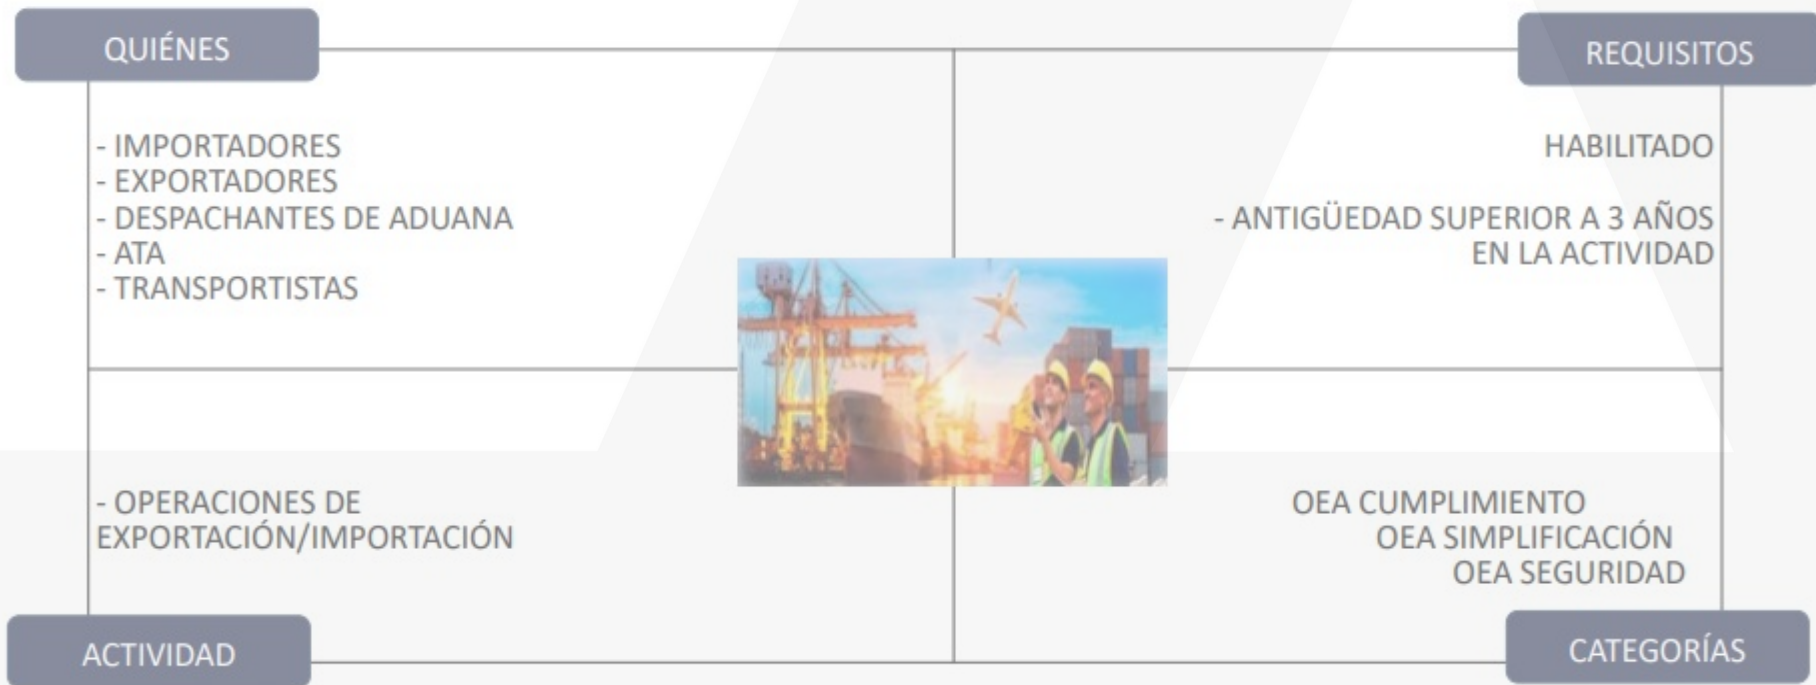 QUIÉNES
- IMPORTADORES
- EXPORTADORES
- DESPACHANTES DE ADUANA
- ATA
- TRANSPORTISTAS
REQUISITOS
HABILITADO
- ANTIGÜEDAD SUPERIOR A 3 AÑOS
EN LA ACTIVIDAD
- OPERACIONES DE
EXPORTACIÓN/IMPORTACIÓN
ACTIVIDAD
OEA CUMPLIMIENTO
OEA SIMPLIFICACIÓN
OEA SEGURIDAD
CATEGORÍAS